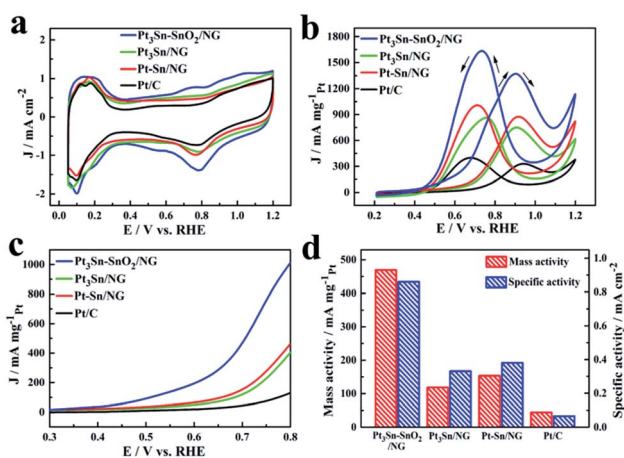 a
Pt3Sn-SnO2/NG
Pt3Sn/NG
Pt-Sn/NG
Pt/C
J / mA cm-2
2
1
0
-1
-2
0.0 0.2 0.4 0.6 0.8 1.0 1.2
E / V vs. RHE
b
Pt3Sn-SnO2/NG
Pt3Sn/NG
Pt-Sn/NG
Pt/C
J / mA mg-1Pt
1800
1500
1200
900
600
300
0
0.2 0.4 0.6 0.8 1.0 1.2
E / V vs. RHE
c
Pt3Sn-SnO2/NG
Pt3Sn/NG
Pt-Sn/NG
Pt/C
J / mA mg-1Pt
1000
800
600
400
200
0
0.3 0.4 0.5 0.6 0.7 0.8
E / V vs. RHE
d
Mass activity
Specific activity
Mass activity / mA mg-1Pt
500
400
300
200
100
0
Specific activity / mA cm-2
1.0
0.8
0.6
0.4
0.2
0.0
Pt3Sn-SnO2 Pt3Sn/NG Pt-Sn/NG Pt/C
/NG